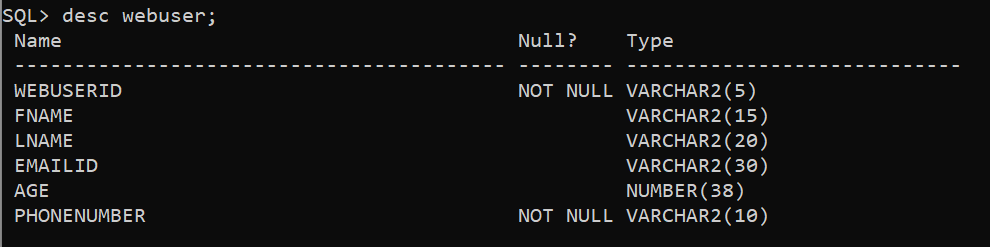 SQL> desc webuser;
 Name                                      Null?    Type
 ----------------------------------------- -------- ----------------------------
 WEBUSERID                                 NOT NULL VARCHAR2(5)
 FNAME                                              VARCHAR2(15)
 LNAME                                              VARCHAR2(20)
 EMAILID                                            VARCHAR2(30)
 AGE                                                NUMBER(38)
 PHONENUMBER                               NOT NULL VARCHAR2(10)